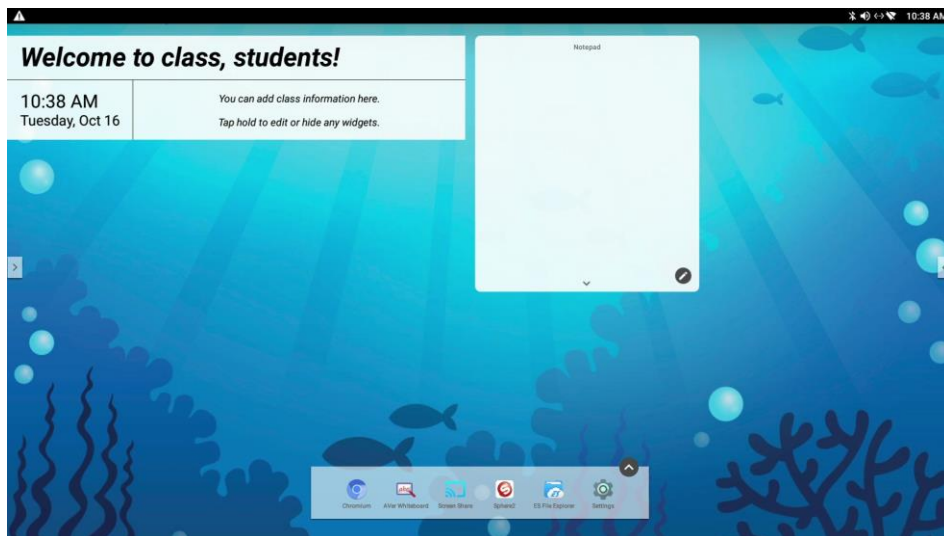 10:38 AM
Welcome to class, students!
10:38 AM
Tuesday, Oct 16
You can add class information here.
Tap hold to edit or hide any widgets.
Notepad
Chromium
AVer Whiteboard
Screen Share
Sphere2
ES File Explorer
Settings